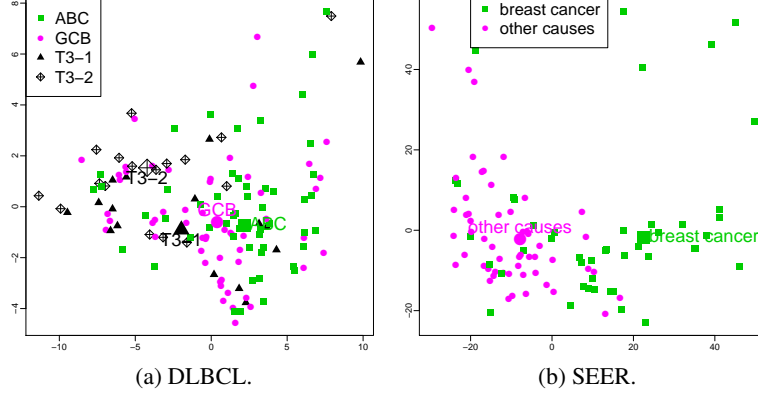 ABC
GCB
T3−1
T3−2
8
6
4
2
0
−2
−4
−10
−5
0
5
10
T3−2
GCB
ABC
T3−1
(a) DLBCL.
breast cancer
other causes
40
20
0
−20
−20
0
20
40
other causes
breast cancer
(b) SEER.